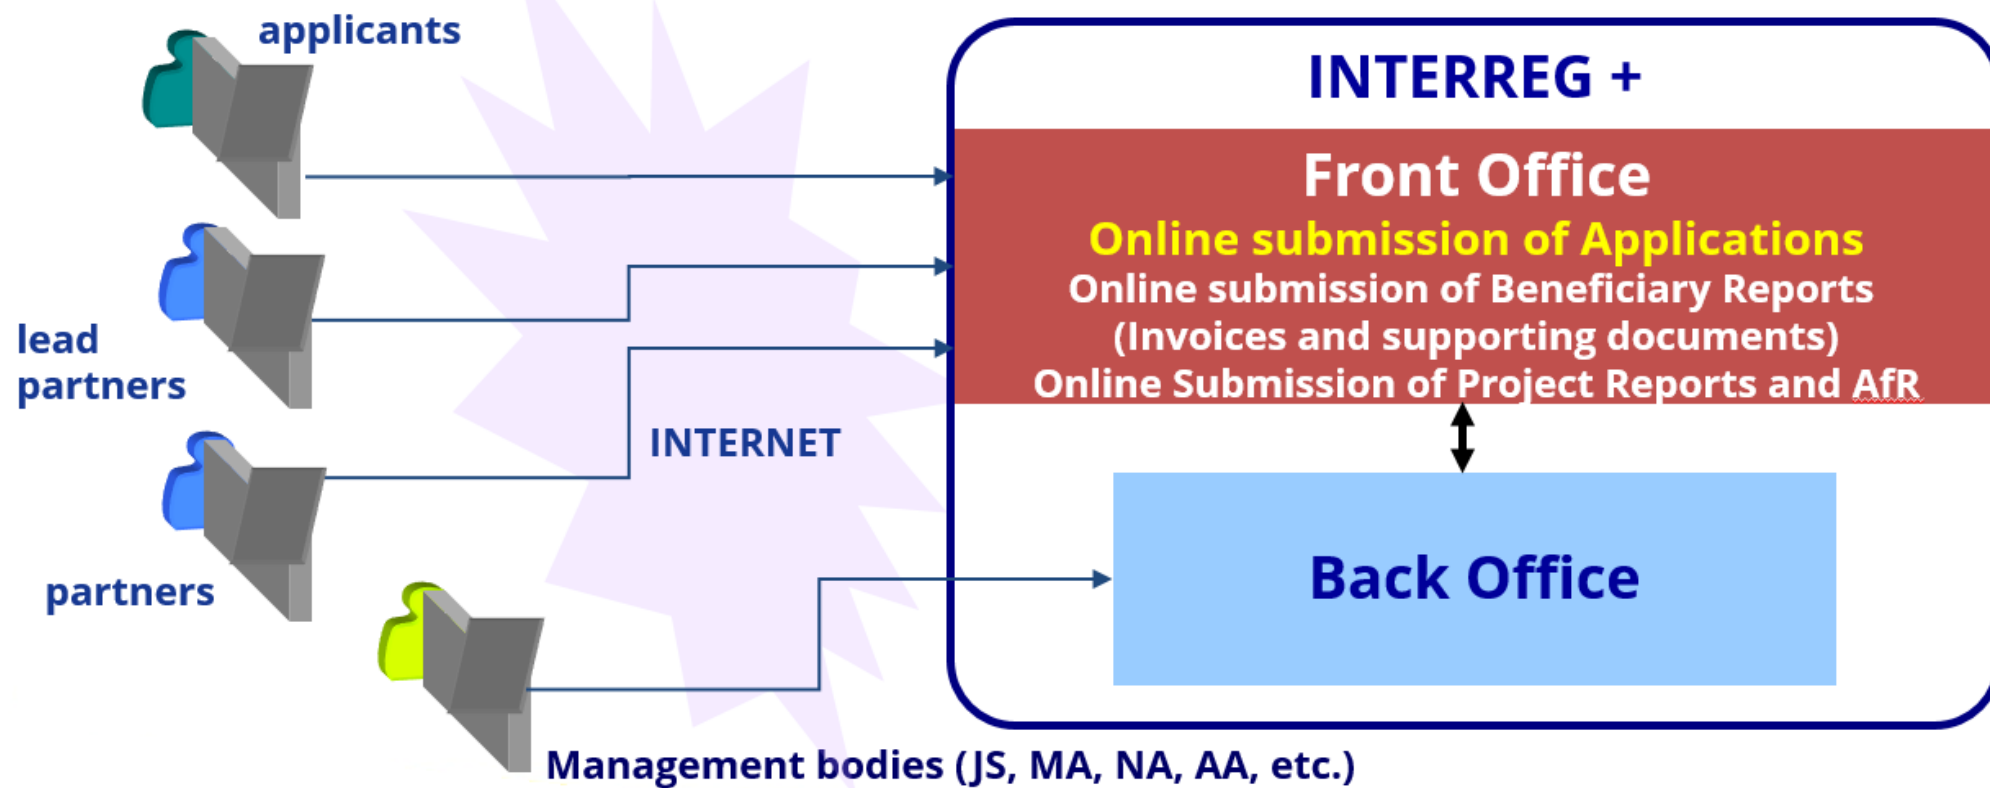 applicants
lead
partners
partners
INTERNET
Management bodies (JS, MA, NA, AA, etc.)
INTERREG +
Front Office
Online submission of Applications
Online submission of Beneficiary Reports
(Invoices and supporting documents)
Online Submission of Project Reports and AfR
Back Office